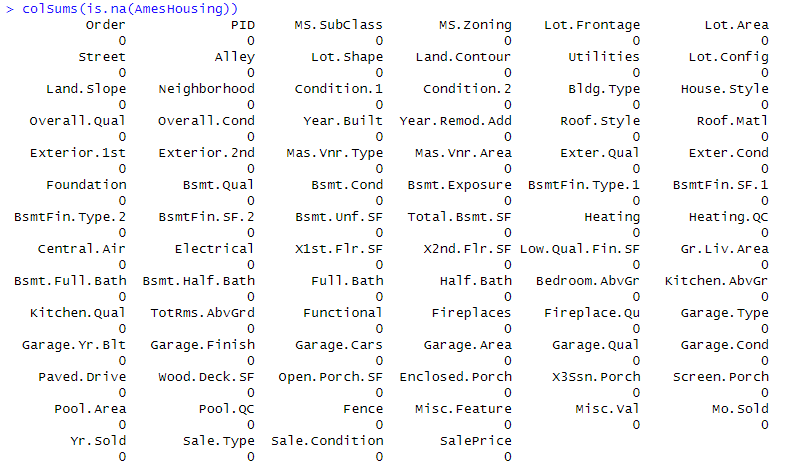 > colSums(is.na(AmesHousing))
Order PID MS.SubClass MS.Zoning Lot.Frontage Lot.Area
0 0 0 0 0 0
Street Alley Lot.Shape Land.Contour Utilities Lot.Config
0 0 0 0 0 0
Land.Slope Neighborhood Condition.1 Condition.2 Bldg.Type House.Style
0 0 0 0 0 0
Overall.Qual Overall.Cond Year.Built Year.Remod.Add Roof.Style Roof.Matl
0 0 0 0 0 0
Exterior.1st Exterior.2nd Mas.Vnr.Type Mas.Vnr.Area Exter.Qual Exter.Cond
0 0 0 0 0 0
Foundation Bsmt.Qual Bsmt.Cond Bsmt.Exposure BsmtFin.Type.1 BsmtFin.SF.1
0 0 0 0 0 0
BsmtFin.Type.2 BsmtFin.SF.2 Bsmt.Unf.SF Total.Bsmt.SF Heating Heating.QC
0 0 0 0 0 0
Central.Air Electrical X1st.Flr.SF X2nd.Flr.SF Low.Qual.Fin.SF Gr.Liv.Area
0 0 0 0 0 0
Bsmt.Full.Bath Bsmt.Half.Bath Full.Bath Half.Bath Bedroom.AbvGr Kitchen.AbvGr
0 0 0 0 0 0
Kitchen.Qual TotRms.AbvGrd Functional Fireplaces Fireplace.Qu Garage.Type
0 0 0 0 0 0
Garage.Yr.Blt Garage.Finish Garage.Cars Garage.Area Garage.Qual Garage.Cond
0 0 0 0 0 0
Paved.Drive Wood.Deck.SF Open.Porch.SF Enclosed.Porch X3Ssn.Porch Screen.Porch
0 0 0 0 0 0
Pool.Area Pool.QC Fence Misc.Feature Misc.Val Mo.Sold
0 0 0 0 0 0
Yr.Sold Sale.Type Sale.Condition SalePrice
0 0 0 0